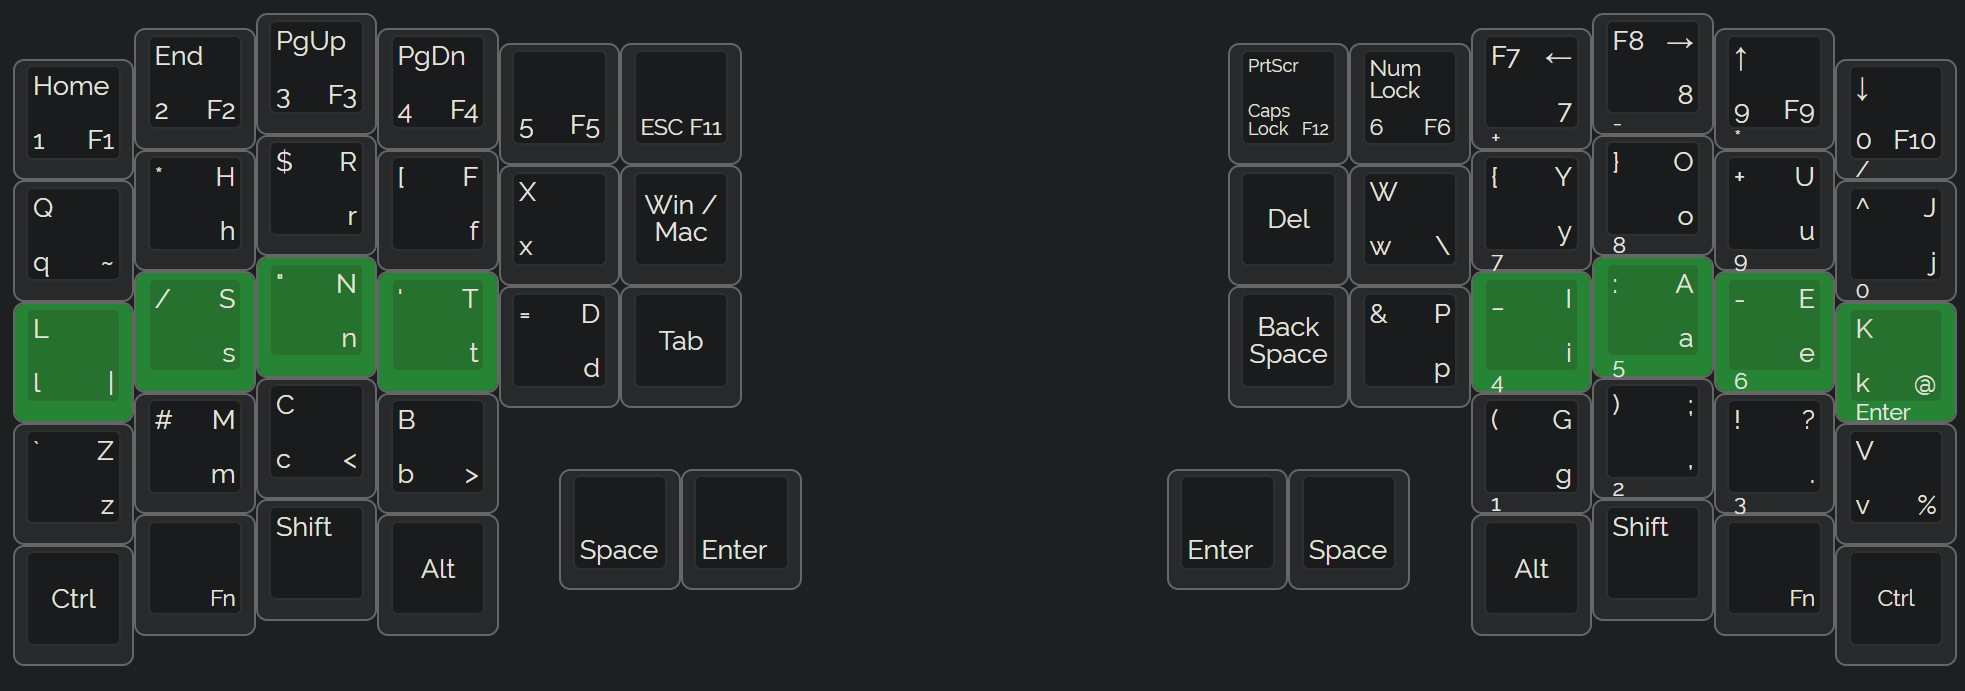 Home
1 F1
End
2 F2
PgUp
3 F3
PgDn
4 F4
5 F5
ESC F11
Q
q ~
* H
h
$ R
r
[ F
f
X
x
Win /
Mac
L
l |
/ S
s
" N
n
' T
t
= D
d
Tab
` Z
z
# M
m
C
c <
B
b >
Ctrl
Fn
Shift
Alt
Space
Enter
PrtScr
Caps
Lock F12
Num
Lock
6 F6
F7 ←
7
+
F8 →
8
-
↑
9 F9
*
↓
0 F10
/
Del
W
w \
{ Y
y
7
} O
o
8
+ U
u
9
^ J
j
0
Back
Space
& P
p
_ I
i
4
: A
a
5
- E
e
6
K
k @
Enter
( G
g
1
) ;
,
2
! ?
.
3
V
v %
Enter
Space
Alt
Shift
Fn
Ctrl